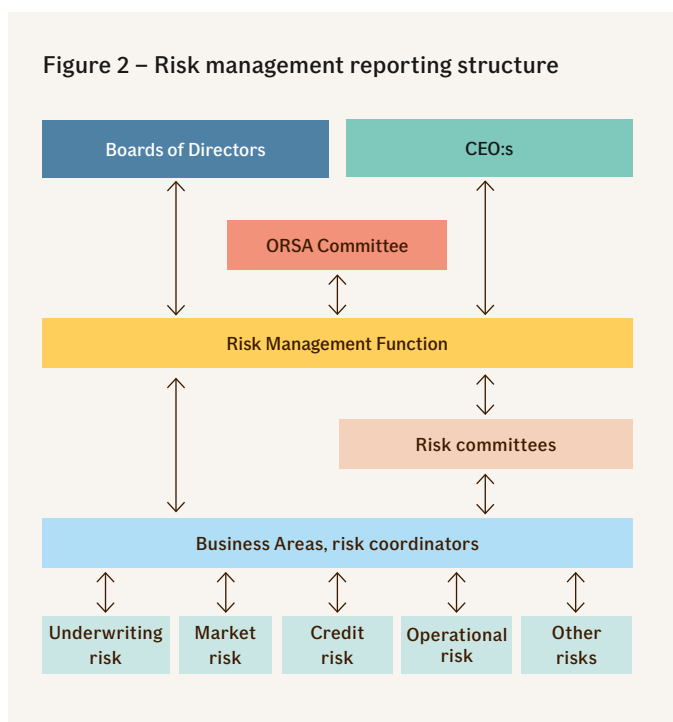 Figure 2 – Risk management reporting structure
Boards of Directors
CEO:s
ORSA Committee
Risk Management Function
Risk committees
Business Areas, risk coordinators
Underwriting
risk
Market
risk
Credit
risk
Operational
risk
Other
risks